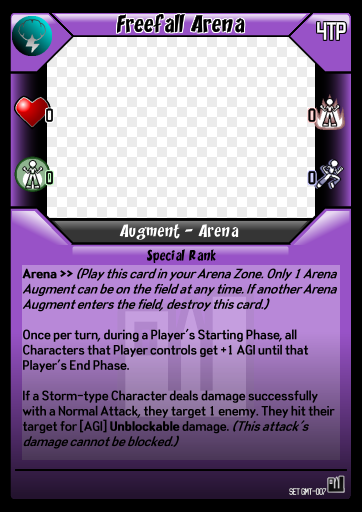 Freefall Arena
4TP
0
0
0
0
Augment - Arena
Special Rank
Arena >> (Play this card in your Arena Zone. Only 1 Arena
Augment can be on the field at any time. If another Arena
Augment enters the field, destroy this card.)
Once per turn, during a Player's Starting Phase, all
Characters that Player controls get +1 AGI until that
Player's End Phase.
If a Storm-type Character deals damage successfully
with a Normal Attack, they target 1 enemy. They hit their
target for [AGI] Unblockable damage. (This attack's
damage cannot be blocked.)
SET GMT-007